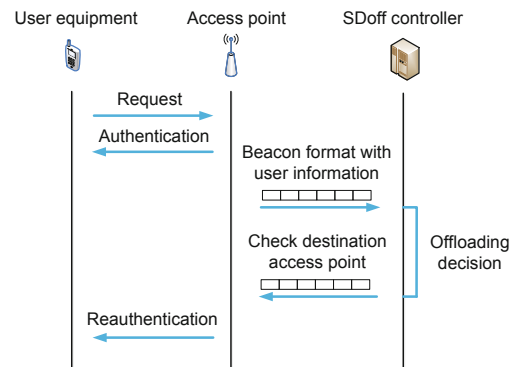 User equipment
Access point
SDoff controller
Request
Authentication
Beacon format with
user information
Check destination
access point
Offloading
decision
Reauthentication